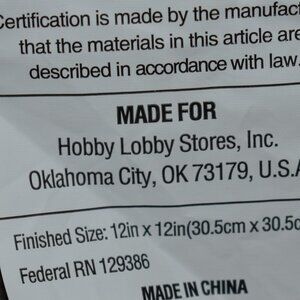 Certification is made by the manufac
that the materials in this article are
described in accordance with law.
MADE FOR
Hobby Lobby Stores, Inc.
Oklahoma City, OK 73179, U.S.A
Finished Size: 12in x 12in(30.5cm x 30.5c
Federal RN 129386
MADE IN CHINA